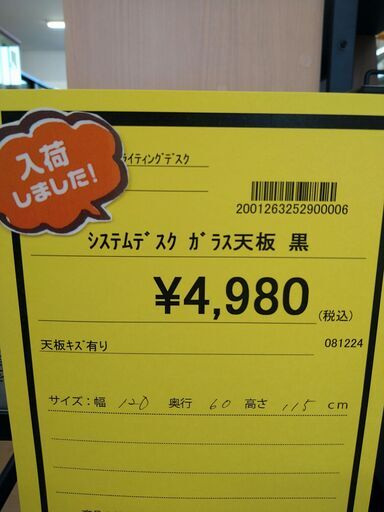 入荷
しました!
ライティングデスク
2001263252900006
システムデスク ガラス天板 黒
¥4,980
(税込)
天板キズ有り
081224
サイズ:幅 120 奥行 60 高さ 115 cm